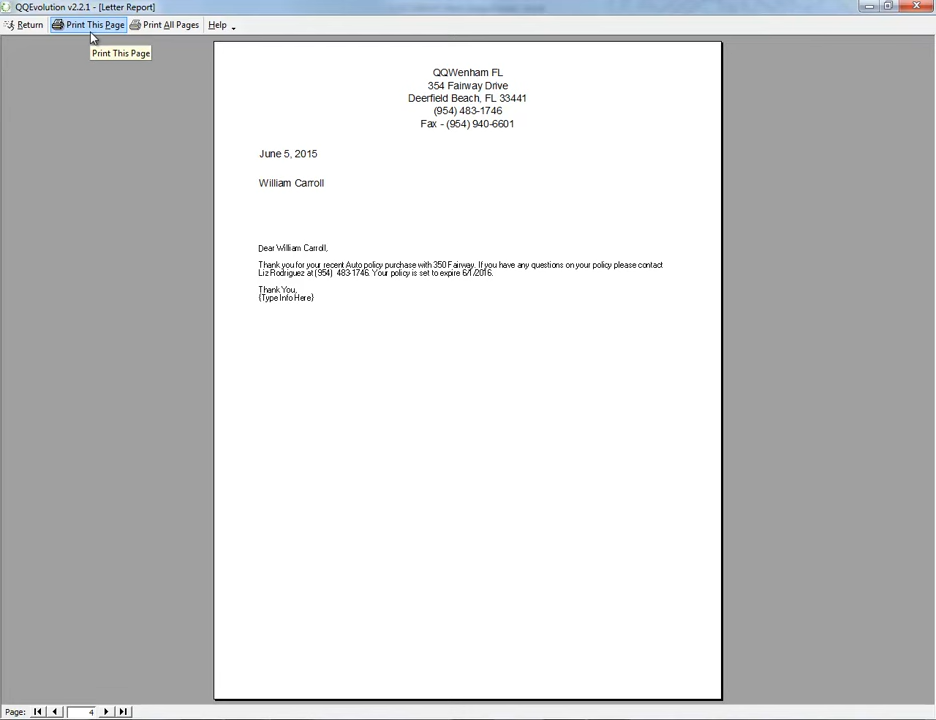 QQEvolution v2.2.1 - [Letter Report]
Return Print This Page Print All Pages Help
Print This Page
QQWenham FL
354 Fairway Drive
Deerfield Beach, FL 33441
(954) 483-1746
Fax - (954) 940-6601
June 5, 2015
William Carroll
Dear William Carroll,
Thank you for your recent Auto policy purchase with 350 Fairway. If you have any questions on your policy please contact
Liz Rodriguez at (954) 483-1746. Your policy is set to expire 6/1/2016.
Thank You,
{Type Info Here}
Page: 4